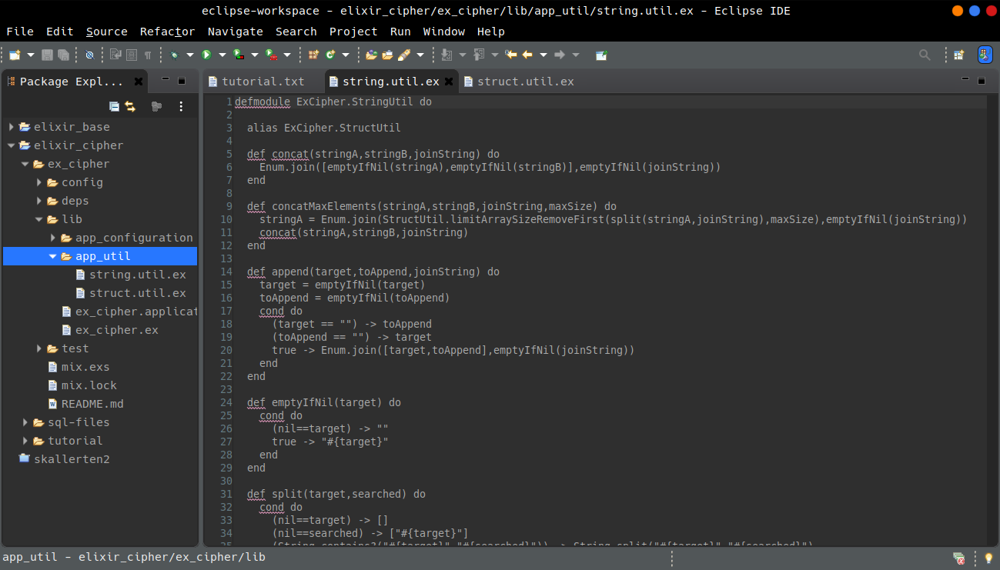 eclipse-workspace - elixir_cipher/ex_cipher/lib/app_util/string.util.ex - Eclipse IDE
File Edit Source Refactor Navigate Search Project Run Window Help
Package Expl...
tutorial.txt string.util.ex struct.util.ex
elixir_base
elixir_cipher
ex_cipher
config
deps
lib
app_configuration
app_util
string.util.ex
struct.util.ex
ex_cipher.applicat
ex_cipher.ex
test
mix.exs
mix.lock
README.md
sql-files
tutorial
skallerten2
1 defmodule ExCipher.StringUtil do
2
3 alias ExCipher.StructUtil
4
5 def concat(stringA,stringB,joinString) do
6 Enum.join([emptyIfNil(stringA),emptyIfNil(stringB)],emptyIfNil(joinString))
7 end
8
9 def concatMaxElements(stringA,stringB,joinString,maxSize) do
10 stringA = Enum.join(StructUtil.limitArraySizeRemoveFirst(split(stringA,joinString),maxSize),emptyIfNil(joinString))
11 concat(stringA,stringB,joinString)
12 end
13
14 def append(target,toAppend,joinString) do
15 target = emptyIfNil(target)
16 toAppend = emptyIfNil(toAppend)
17 cond do
18 (target == "") -> toAppend
19 (toAppend == "") -> target
20 true -> Enum.join([target,toAppend],emptyIfNil(joinString))
21 end
22 end
23
24 def emptyIfNil(target) do
25 cond do
26 (nil==target) -> ""
27 true -> "#{target}"
28 end
29 end
30
31 def split(target,searched) do
32 cond do
33 (nil==target) -> []
34 (nil==searched) -> ["#{target}"]
35 (String.contains?("#{target}","#{searched}")) -> String.split("#{target}","#{searched}")
app_util - elixir_cipher/ex_cipher/lib